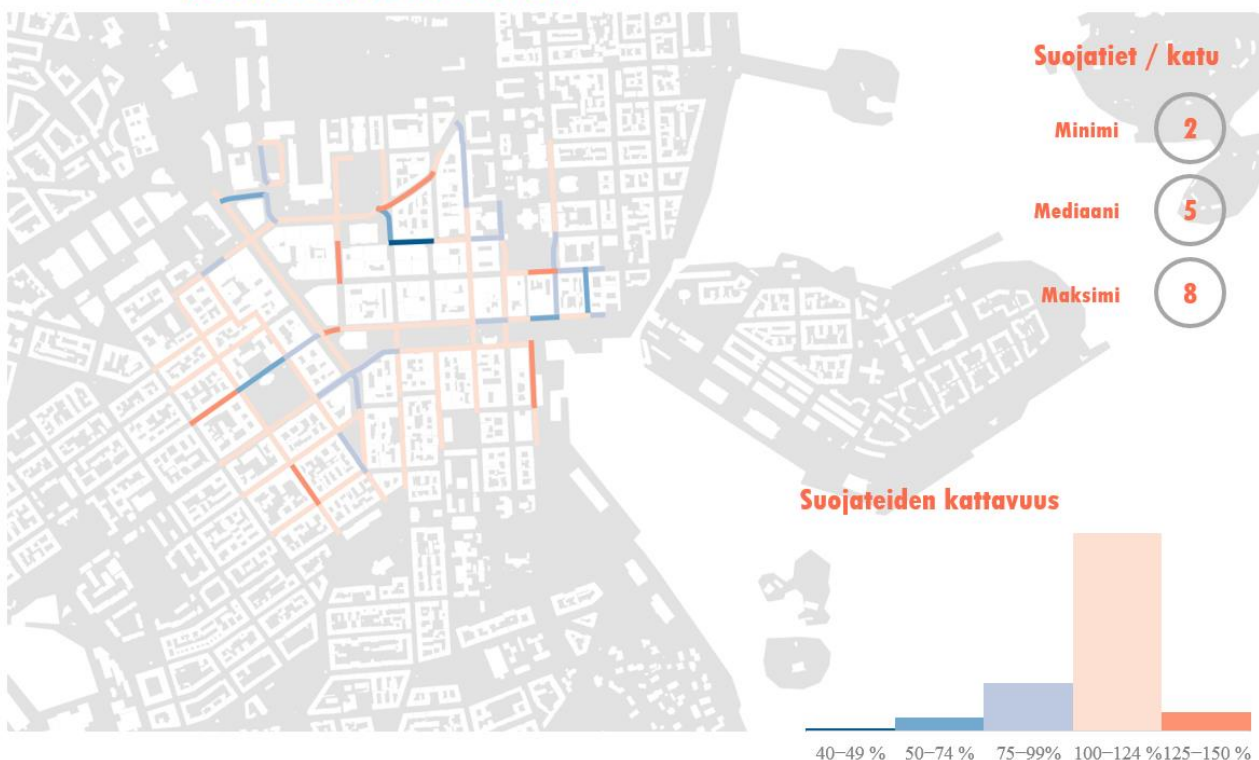 Suojatiet / katu
Minimi 2
Mediaani 5
Maksimi 8
Suojateiden kattavuus
40–49 % 50–74 % 75–99% 100–124 % 125–150 %